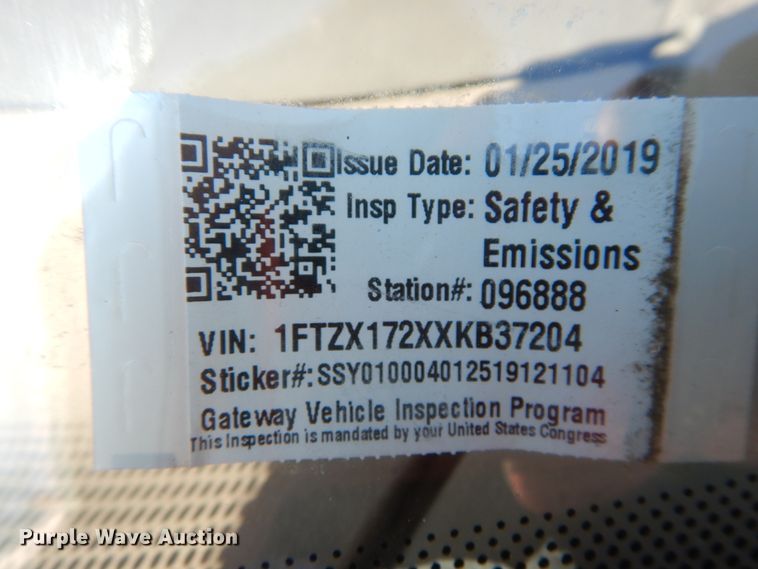 Issue Date: 01/25/2019
Insp Type: Safety &
Emissions
Station#: 096888
VIN: 1FTZX172XXKB37204
Sticker#: SSY010004012519121104
Gateway Vehicle Inspection Program
This Inspection is mandated by your United States Congress
Purple Wave Auction